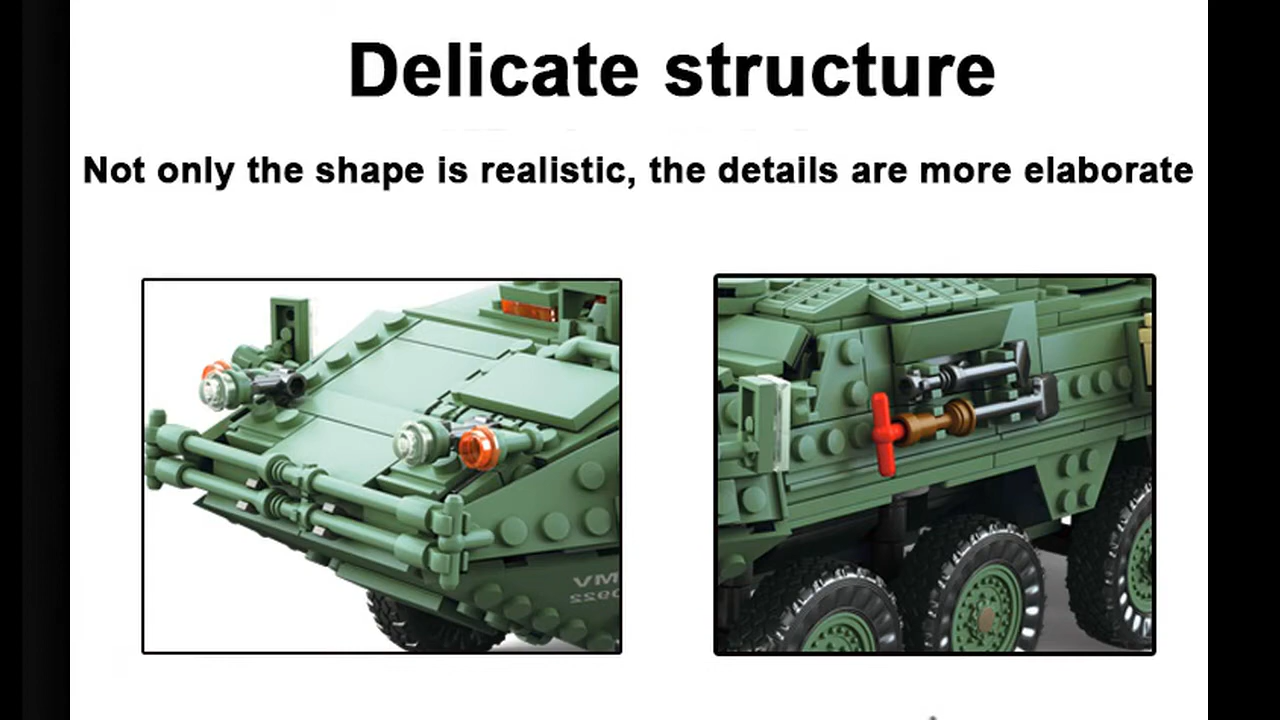 Delicate structure
Not only the shape is realistic, the details are more elaborate